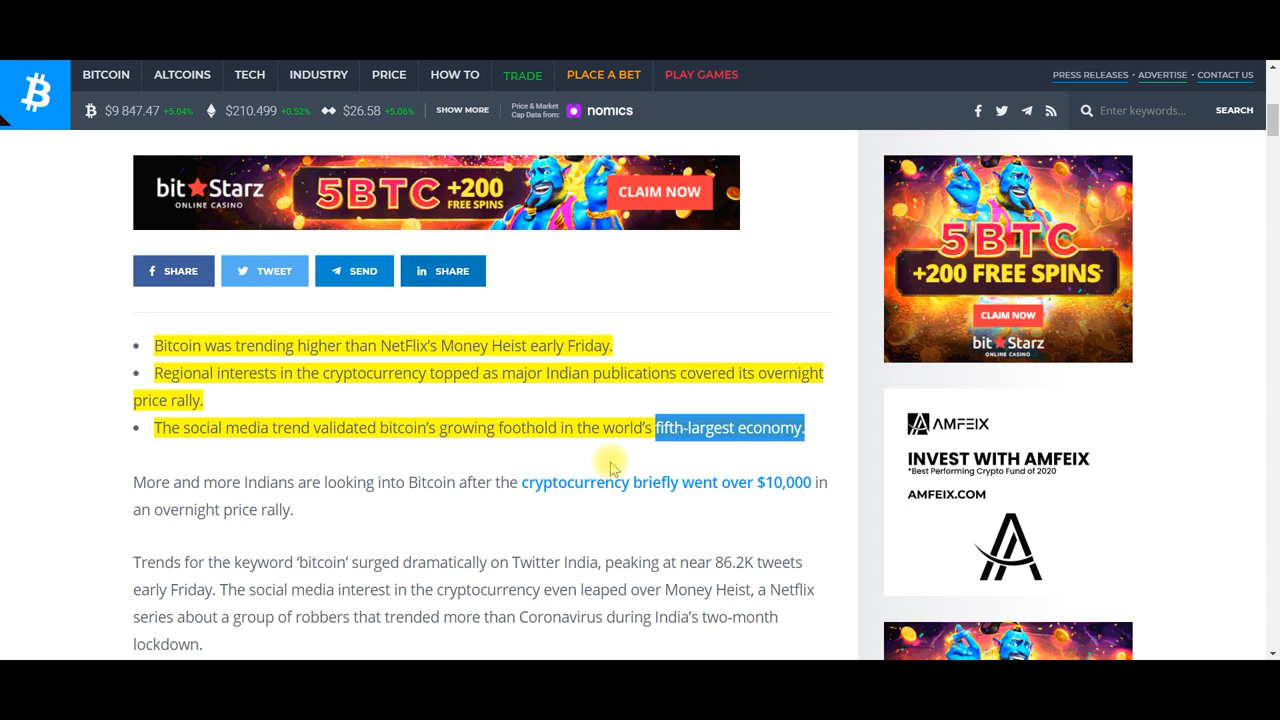 BITCOIN ALTCOINS TECH INDUSTRY PRICE HOW TO TRADE PLACE A BET PLAY GAMES PRESS RELEASES • ADVERTISE • CONTACT US
$9 847.47 +5.04% $210.499 +0.52% $26.58 +5.06% SHOW MORE Price & Market Cap Data from: nomics Enter keywords... SEARCH
bit★Starz ONLINE CASINO 5BTC +200 FREE SPINS CLAIM NOW
SHARE TWEET SEND SHARE
• Bitcoin was trending higher than NetFlix's Money Heist early Friday.
• Regional interests in the cryptocurrency topped as major Indian publications covered its overnight
price rally.
• The social media trend validated bitcoin's growing foothold in the world's fifth-largest economy.
More and more Indians are looking into Bitcoin after the cryptocurrency briefly went over $10,000 in
an overnight price rally.
Trends for the keyword ‘bitcoin’ surged dramatically on Twitter India, peaking at near 86.2K tweets
early Friday. The social media interest in the cryptocurrency even leaped over Money Heist, a Netflix
series about a group of robbers that trended more than Coronavirus during India's two-month
lockdown.
5BTC
+200 FREE SPINS
CLAIM NOW
bit★Starz
ONLINE CASINO
AMFEIX
INVEST WITH AMFEIX
*Best Performing Crypto Fund of 2020
AMFEIX.COM